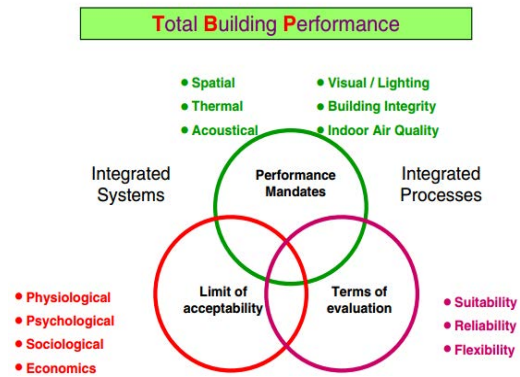 Total Building Performance
• Spatial
• Thermal
• Acoustical
• Visual / Lighting
• Building Integrity
• Indoor Air Quality
Integrated
Systems
Performance
Mandates
Integrated
Processes
Limit of
acceptability
Terms of
evaluation
• Physiological
• Psychological
• Sociological
• Economics
• Suitability
• Reliability
• Flexibility